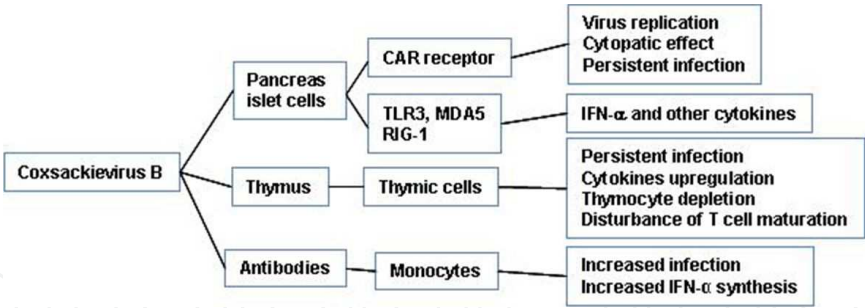 Virus replication
Cytopatic effect
Persistent infection
CAR receptor
Pancreas
islet cells
TLR3, MDA5
RIG-1
IFN-α and other cytokines
Coxsackievirus B
Thymus
Thymic cells
Persistent infection
Cytokines upregulation
Thymocyte depletion
Disturbance of T cell maturation
Antibodies
Monocytes
Increased infection
Increased IFN-α synthesis